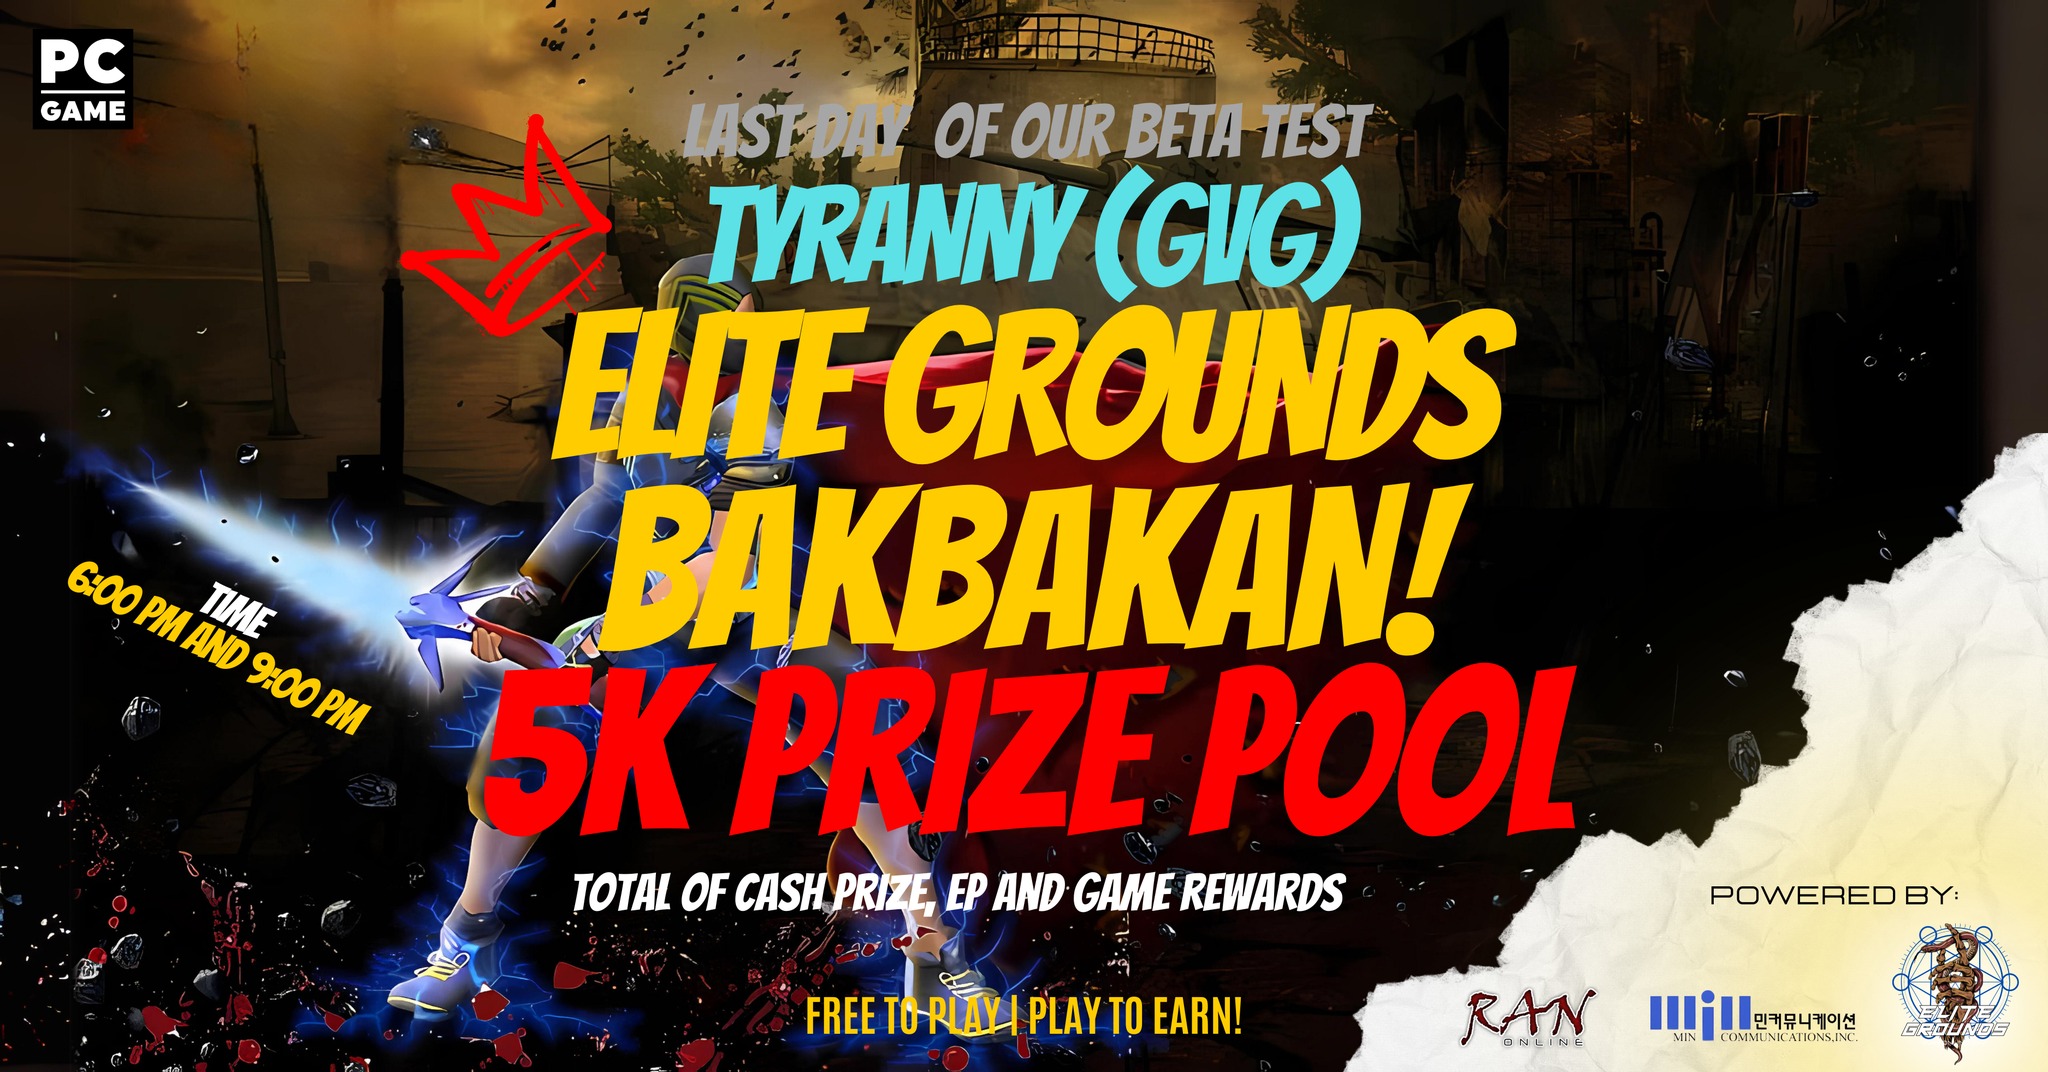 PC
GAME
LAST DAY OF OUR BETA TEST
TYRANNY (GVG)
ELITE GROUNDS
BAKBAKAN!
5K PRIZE POOL
TIME
6:00 PM AND 9:00 PM
TOTAL OF CASH PRIZE, EP AND GAME REWARDS
FREE TO PLAY | PLAY TO EARN!
POWERED BY:
RAN
ONLINE
mjll 민커뮤니케이션
MIN COMMUNICATIONS,INC.
ELITE
GROUNDS